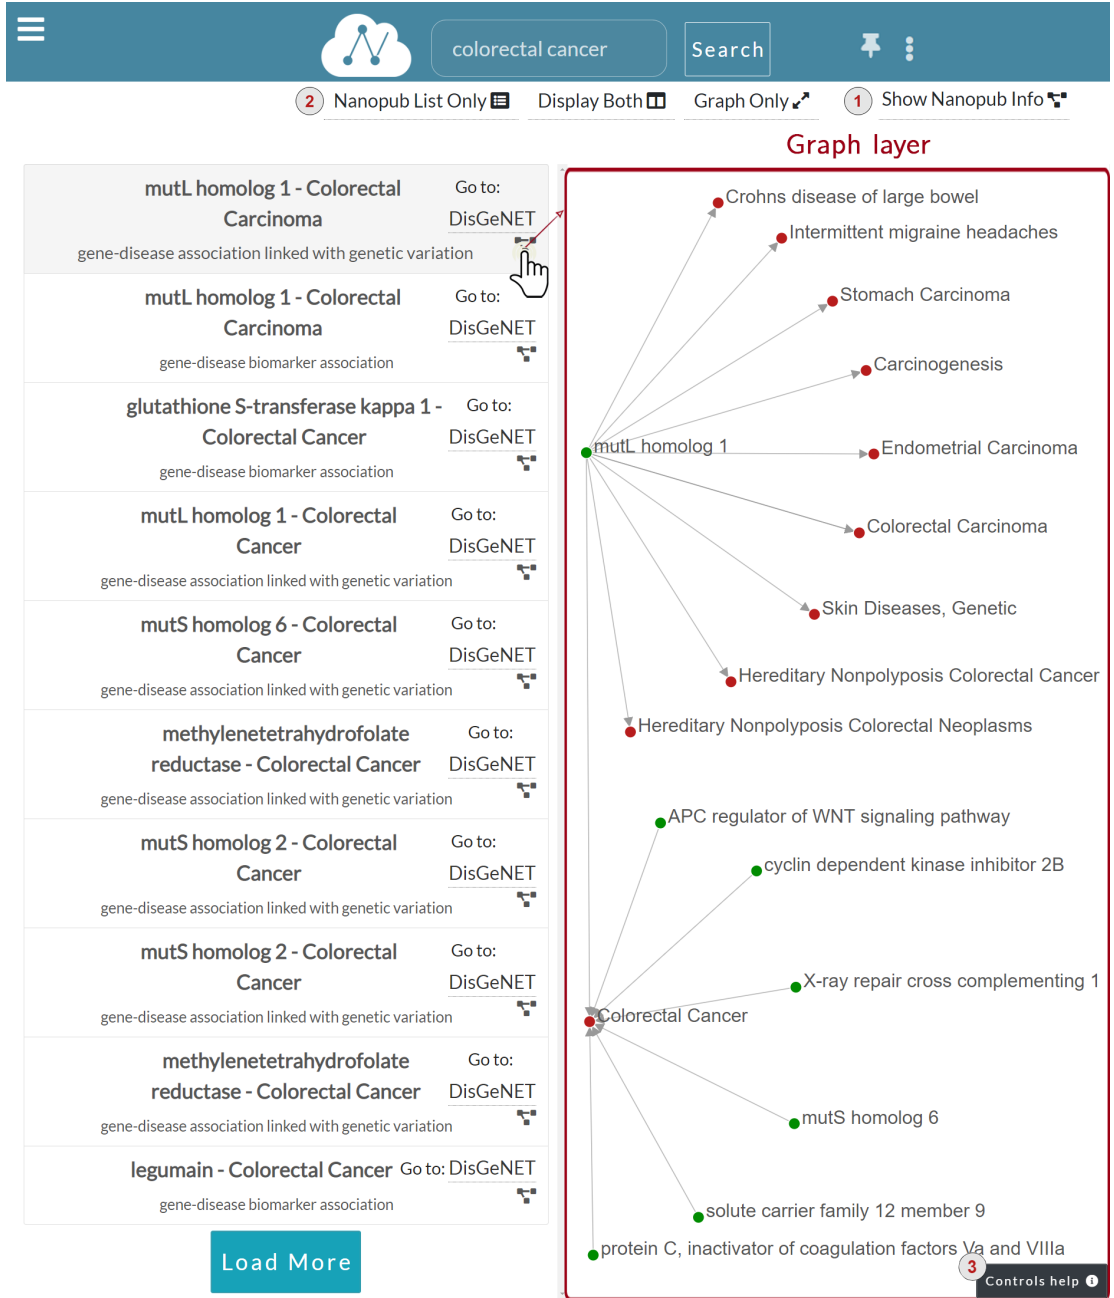 colorectal cancer
Search
2 Nanopub List Only Display Both Graph Only 1 Show Nanopub Info
Graph layer
mutL homolog 1 - Colorectal
Carcinoma
Go to:
DisGeNET
gene-disease association linked with genetic variation
mutL homolog 1 - Colorectal
Carcinoma
Go to:
DisGeNET
gene-disease biomarker association
glutathione S-transferase kappa 1 -
Colorectal Cancer
Go to:
DisGeNET
gene-disease biomarker association
mutL homolog 1 - Colorectal
Cancer
Go to:
DisGeNET
gene-disease association linked with genetic variation
mutS homolog 6 - Colorectal
Cancer
Go to:
DisGeNET
gene-disease association linked with genetic variation
methylenetetrahydrofolate
reductase - Colorectal Cancer
Go to:
DisGeNET
gene-disease association linked with genetic variation
mutS homolog 2 - Colorectal
Cancer
Go to:
DisGeNET
gene-disease association linked with genetic variation
mutS homolog 2 - Colorectal
Cancer
Go to:
DisGeNET
gene-disease association linked with genetic variation
methylenetetrahydrofolate
reductase - Colorectal Cancer
Go to:
DisGeNET
gene-disease association linked with genetic variation
legumain - Colorectal Cancer Go to: DisGeNET
gene-disease biomarker association
Load More
Crohns disease of large bowel
Intermittent migraine headaches
Stomach Carcinoma
Carcinogenesis
mutL homolog 1
Endometrial Carcinoma
Colorectal Carcinoma
Skin Diseases, Genetic
Hereditary Nonpolyposis Colorectal Cancer
Hereditary Nonpolyposis Colorectal Neoplasms
APC regulator of WNT signaling pathway
cyclin dependent kinase inhibitor 2B
X-ray repair cross complementing 1
Colorectal Cancer
mutS homolog 6
solute carrier family 12 member 9
protein C, inactivator of coagulation factors Va and VIIIa
3
Controls help